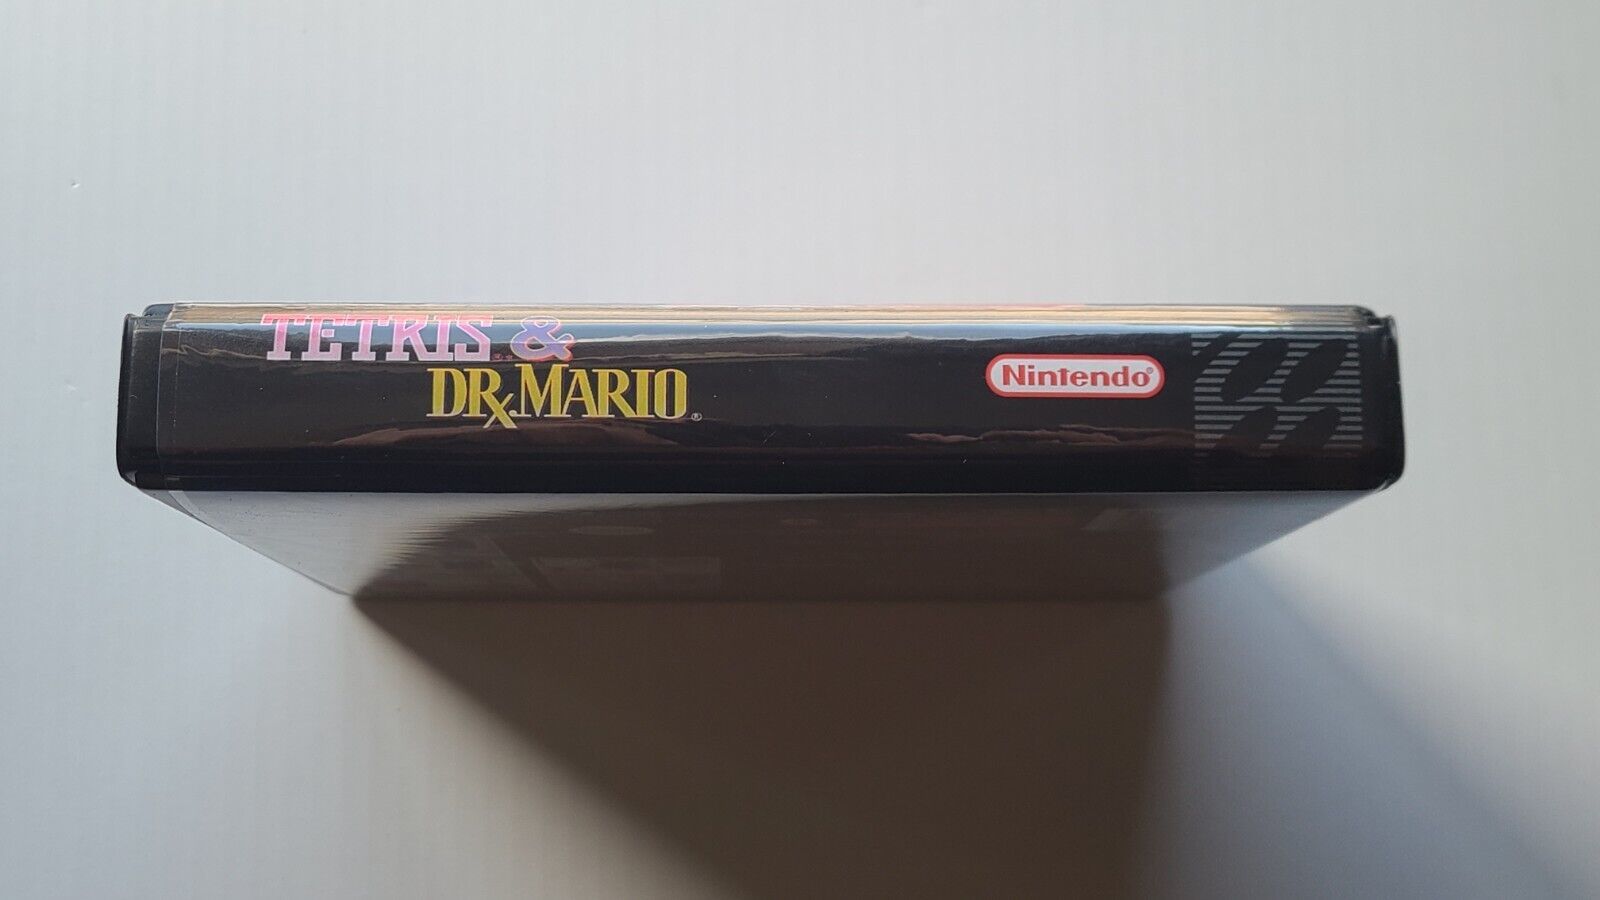 TETRIS &
DR. MARIO®
Nintendo®